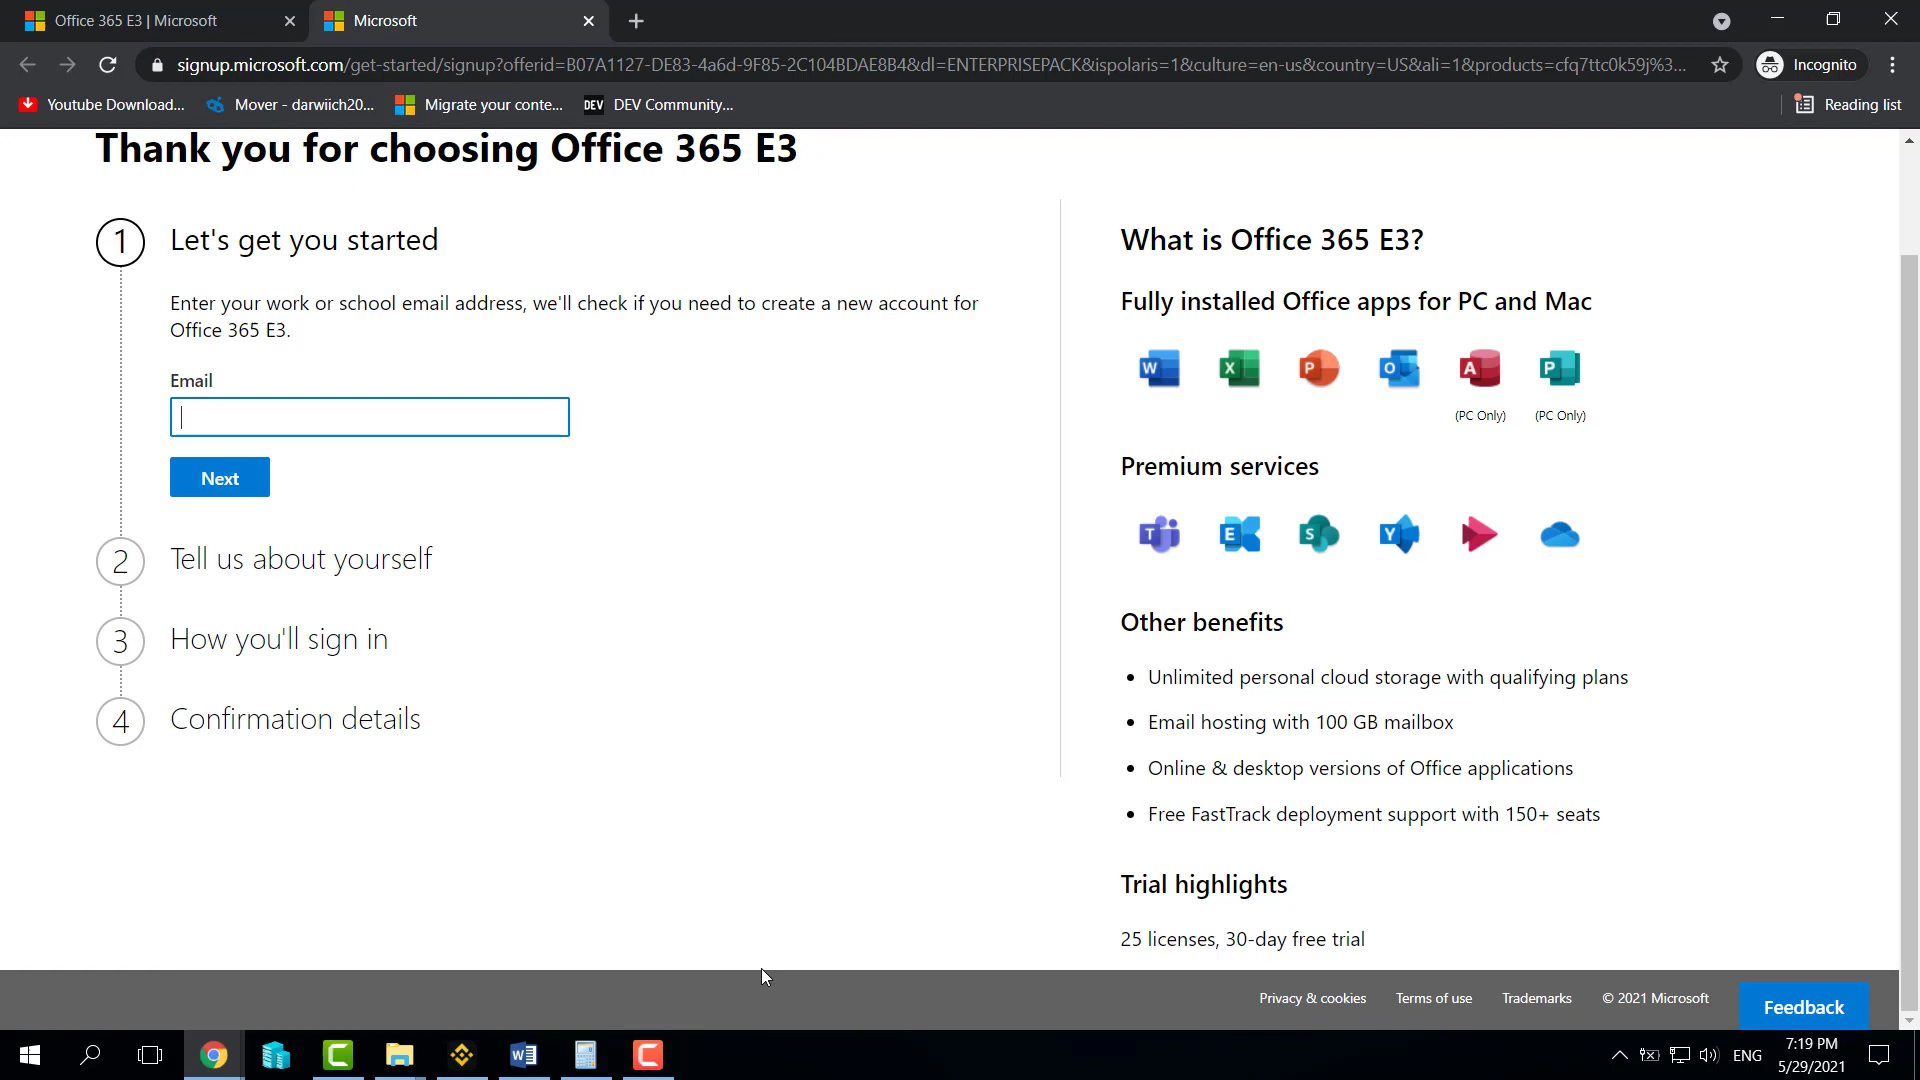 Office 365 E3 | Microsoft
Microsoft
signup.microsoft.com/get-started/signup?offerid=B07A1127-DE83-4a6d-9F85-2C104BDAE8B4&dl=ENTERPRISEPACK&ispolaris=1&culture=en-us&country=US&ali=1&products=cfq7ttc0k59j%3...
Incognito
Youtube Download...
Mover - darwiich20...
Migrate your conte...
DEV
DEV Community...
Reading list
Thank you for choosing Office 365 E3
1
Let's get you started
Enter your work or school email address, we'll check if you need to create a new account for
Office 365 E3.
Email
Next
2
Tell us about yourself
3
How you'll sign in
4
Confirmation details
What is Office 365 E3?
Fully installed Office apps for PC and Mac
W X P O A P
(PC Only) (PC Only)
Premium services
T E S Y
Other benefits
• Unlimited personal cloud storage with qualifying plans
• Email hosting with 100 GB mailbox
• Online & desktop versions of Office applications
• Free FastTrack deployment support with 150+ seats
Trial highlights
25 licenses, 30-day free trial
Privacy & cookies Terms of use Trademarks © 2021 Microsoft
Feedback
ENG
7:19 PM
5/29/2021